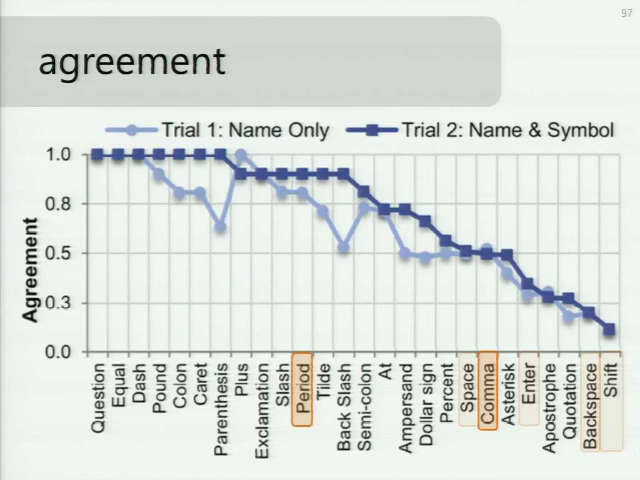 97
agreement
Trial 1: Name Only
Trial 2: Name & Symbol
1.0
0.8
0.5
0.3
0.0
Agreement
Question
Equal
Dash
Pound
Colon
Caret
Parenthesis
Plus
Exclamation
Slash
Period
Tilde
Back Slash
Semi-colon
At
Ampersand
Dollar sign
Percent
Space
Comma
Asterisk
Enter
Apostrophe
Quotation
Backspace
Shift